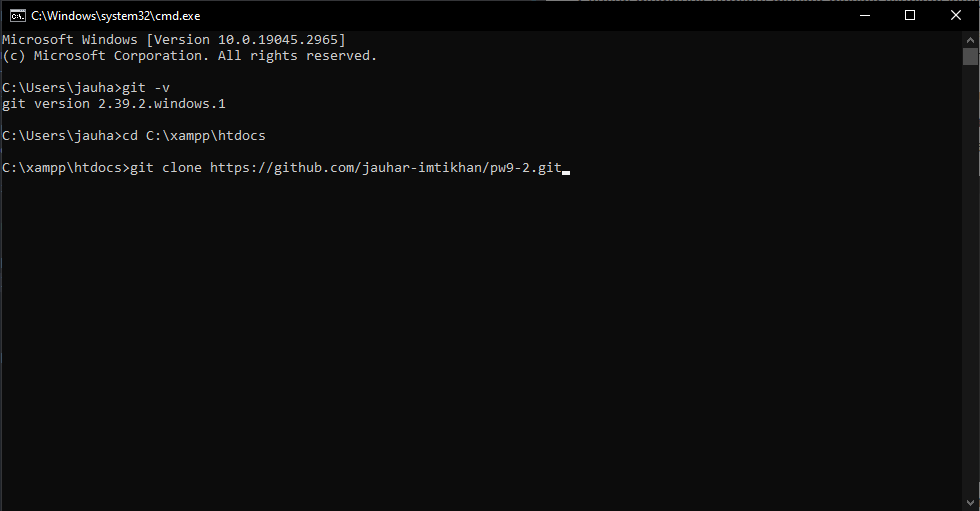 C:\Windows\system32\cmd.exe
Microsoft Windows [Version 10.0.19045.2965]
(c) Microsoft Corporation. All rights reserved.
C:\Users\jauha>git -v
git version 2.39.2.windows.1
C:\Users\jauha>cd C:\xampp\htdocs
C:\xampp\htdocs>git clone https://github.com/jauhar-imtikhan/pw9-2.git